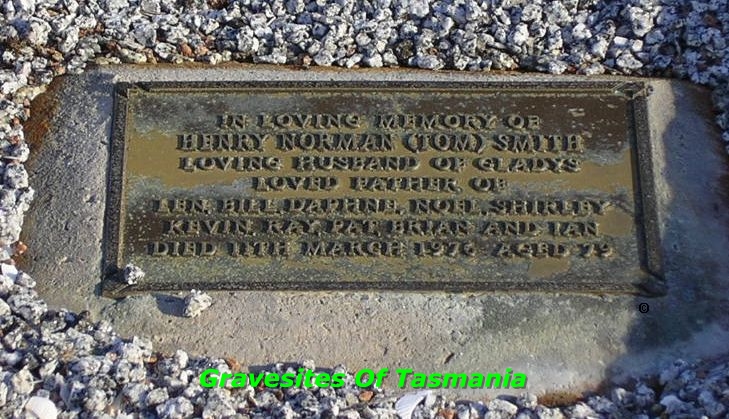 IN LOVING MEMORY OF
HENRY NORMAN (TOM) SMITH
LOVING HUSBAND OF GLADYS
LOVED FATHER OF
LEN, BILL, DAPHNE, NOEL, SHIRLEY
KEVIN, RAY, PAT, BRIAN AND IAN
DIED 11TH MARCH 1976 AGED 79
©
Gravesites Of Tasmania